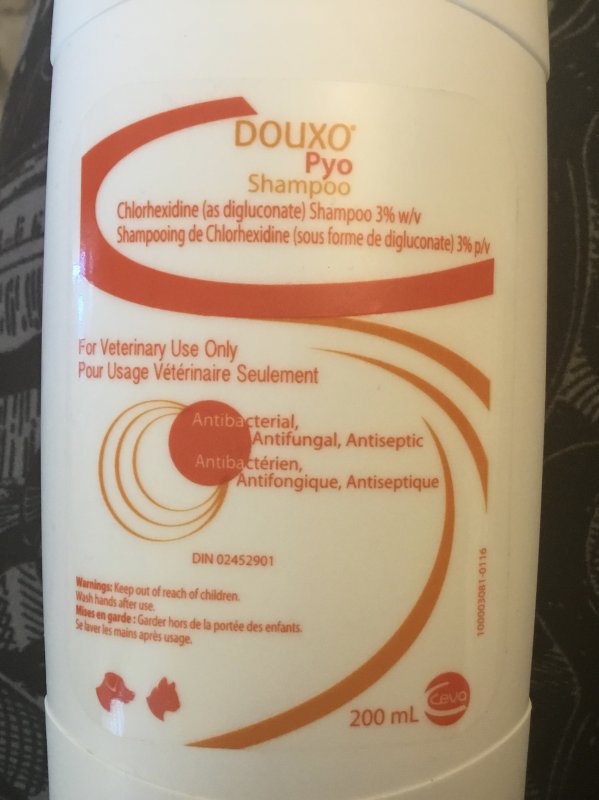 DOUXO®
Pyo
Shampoo
Chlorhexidine (as digluconate) Shampoo 3% w/v
Shampooing de Chlorhexidine (sous forme de digluconate) 3% p/v
For Veterinary Use Only
Pour Usage Vétérinaire Seulement
Antibacterial,
Antifungal, Antiseptic
Antibactérien,
Antifongique, Antiseptique
DIN 02452901
Warnings: Keep out of reach of children.
Wash hands after use.
Mises en garde : Garder hors de la portée des enfants.
Se laver les mains après usage.
100003081-0116
200 mL
Ceva